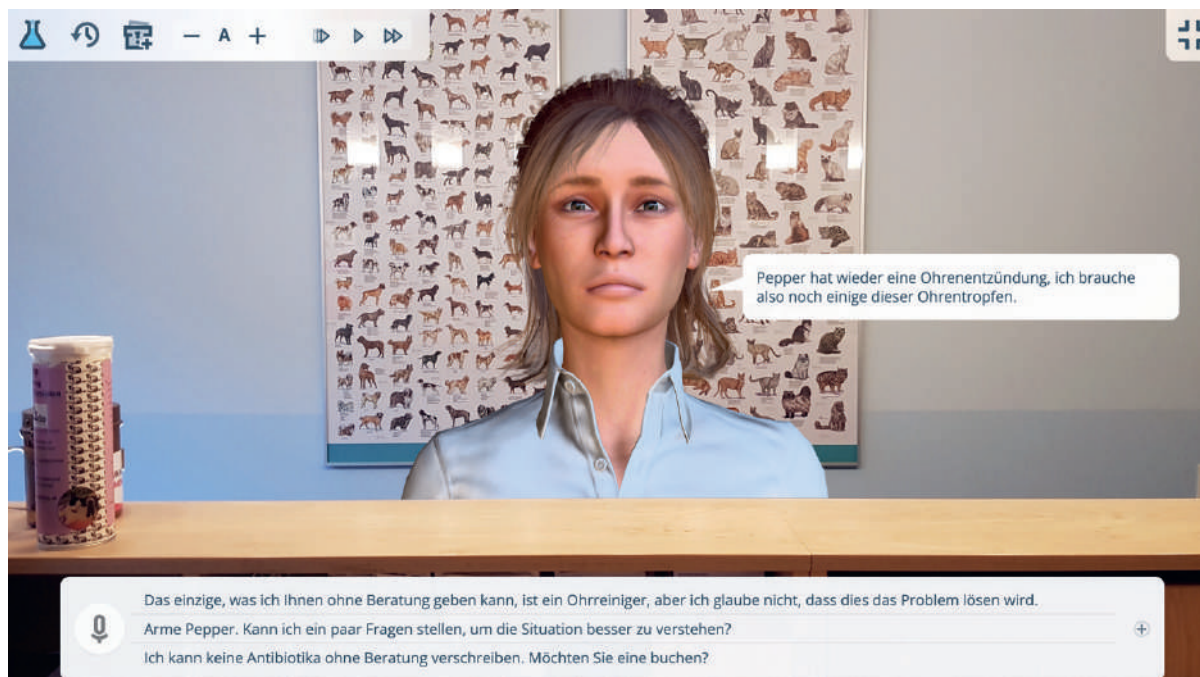 A
Pepper hat wieder eine Ohrenentzündung, ich brauche
also noch einige dieser Ohrentropfen.
Das einzige, was ich Ihnen ohne Beratung geben kann, ist ein Ohrreiniger, aber ich glaube nicht, dass dies das Problem lösen wird.
Arme Pepper. Kann ich ein paar Fragen stellen, um die Situation besser zu verstehen?
Ich kann keine Antibiotika ohne Beratung verschreiben. Möchten Sie eine buchen?